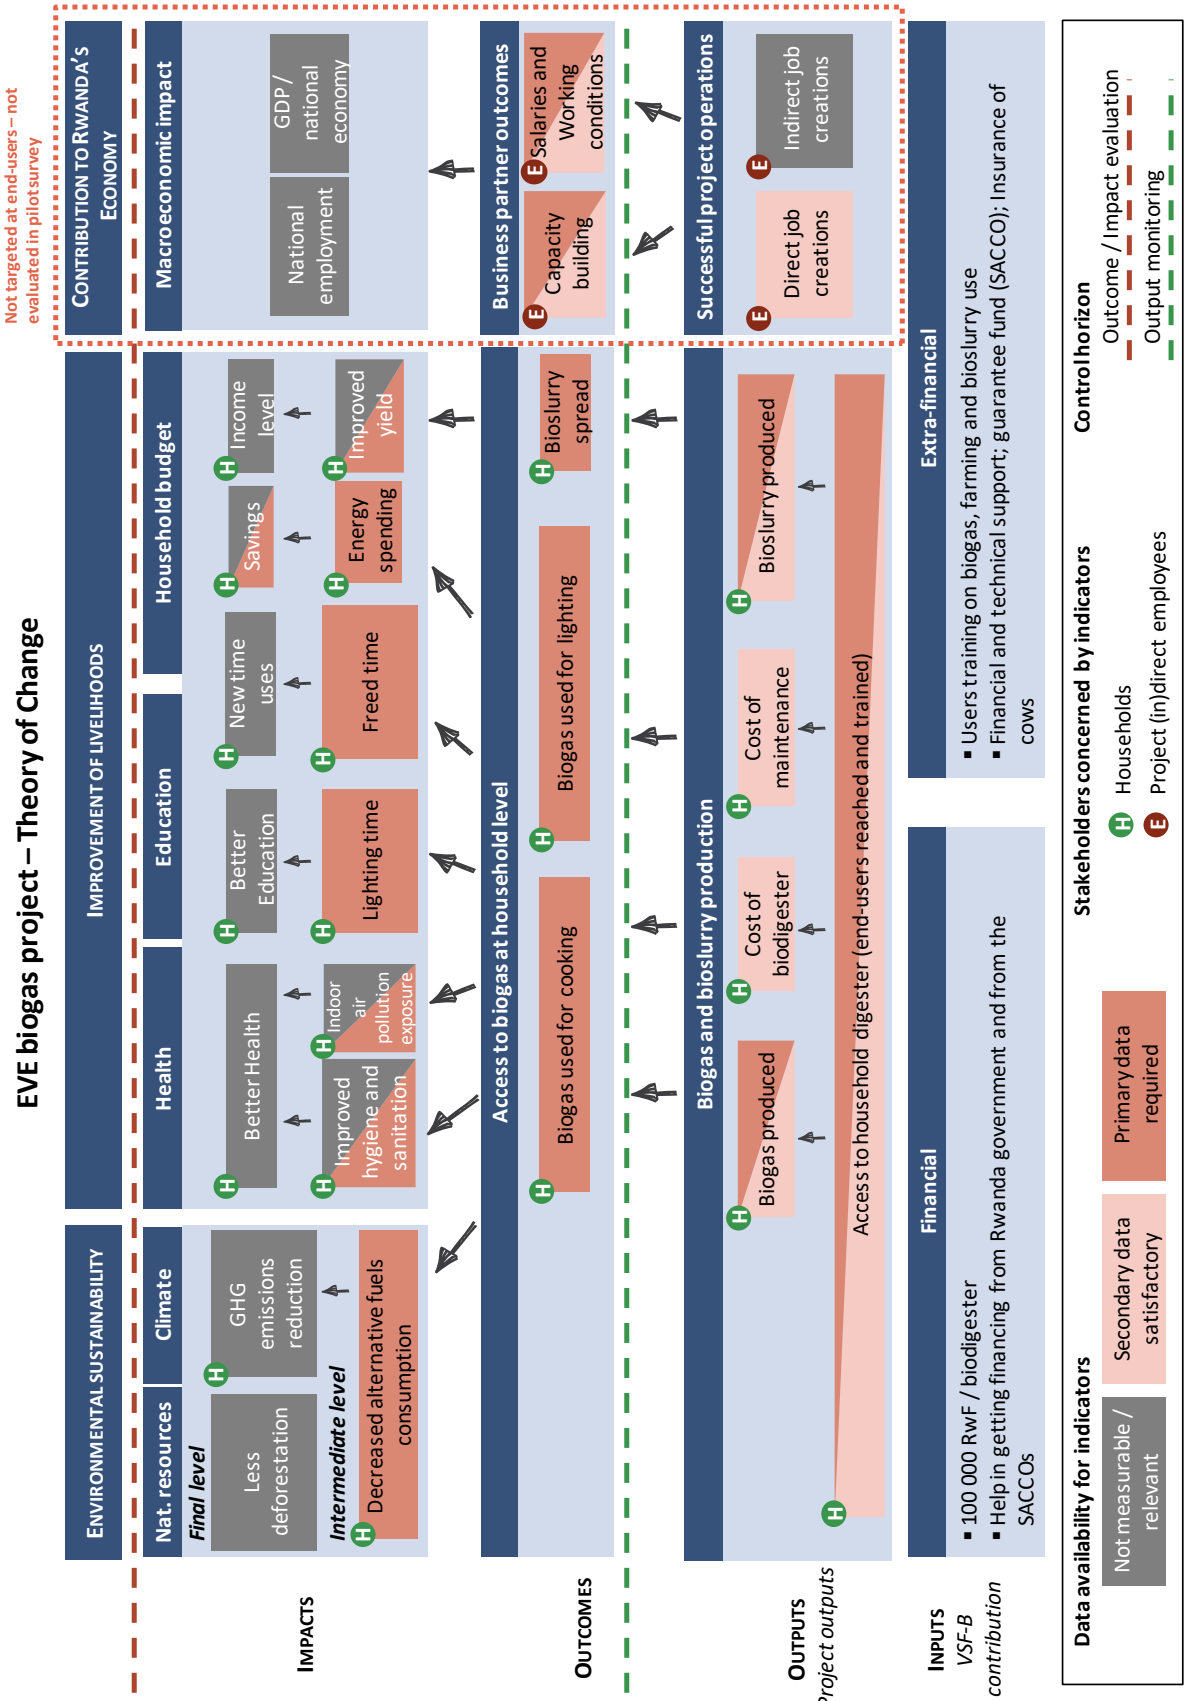 EVE biogas project – Theory of Change
Not targeted at end-users – not
evaluated in pilot survey
ENVIRONMENTAL SUSTAINABILITY
IMPROVEMENT OF LIVELIHOODS
CONTRIBUTION TO RWANDA'S
ECONOMY
IMPACTS
Nat. resources
Climate
Health
Education
Household budget
Macroeconomic impact
Final level
Less
deforestation
H
GHG
emissions
reduction
H
Better Health
H
Better
Education
H
New time
uses
H
Savings
H
Income
level
National
employment
GDP /
national
economy
Intermediate level
H
Decreased alternative fuels
consumption
H
Improved
hygiene and
sanitation
H
Indoor
air
pollution
exposure
H
Lighting time
H
Freed time
H
Energy
spending
H
Improved
yield
OUTCOMES
Access to biogas at household level
Business partner outcomes
H
Biogas used for cooking
H
Biogas used for lighting
H
Bioslurry
spread
E
Capacity
building
E
Salaries and
Working
conditions
OUTPUTS
Project outputs
Biogas and bioslurry production
Successful project operations
H
Biogas produced
H
Cost of
biodigester
H
Cost of
maintenance
H
Bioslurry produced
E
Direct job
creations
E
Indirect job
creations
H
Access to household digester (end-users reached and trained)
INPUTS
VSF-B
contribution
Financial
▪ 100 000 RwF / biodigester
▪ Help in getting financing from Rwanda government and from the
SACCOs
Extra-financial
▪ Users training on biogas, farming and bioslurry use
▪ Financial and technical support; guarantee fund (SACCO); Insurance of
cows
Data availability for indicators
Not measurable /
relevant
Secondary data
satisfactory
Primary data
required
Stakeholders concerned by indicators
H
Households
E
Project (in)direct employees
Control horizon
Outcome / Impact evaluation
Output monitoring